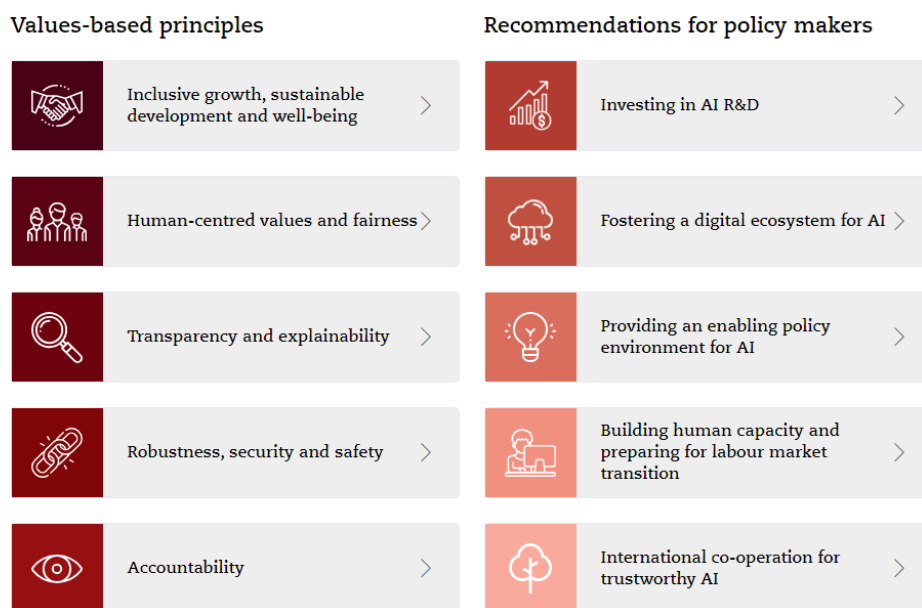 Values-based principles
Inclusive growth, sustainable
development and well-being
Human-centred values and fairness
Transparency and explainability
Robustness, security and safety
Accountability
Recommendations for policy makers
Investing in AI R&D
Fostering a digital ecosystem for AI
Providing an enabling policy
environment for AI
Building human capacity and
preparing for labour market
transition
International co-operation for
trustworthy AI